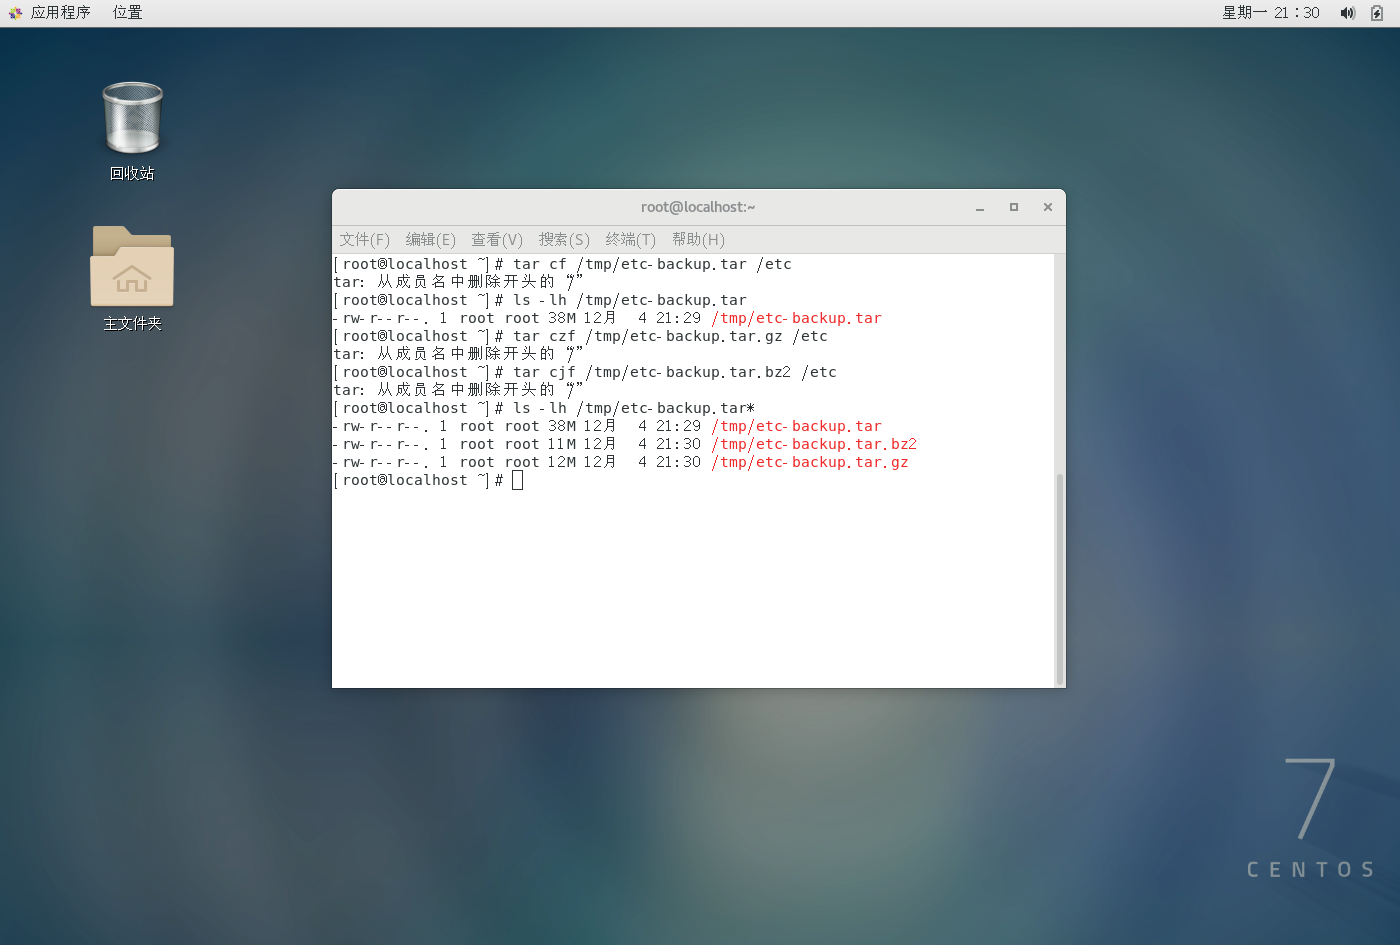 应用程序 位置 星期一 21：30
回收站
主文件夹
root@localhost:~
文件(F) 编辑(E) 查看(V) 搜索(S) 终端(T) 帮助(H)
[root@localhost ~]# tar cf /tmp/etc-backup.tar /etc
tar: 从成员名中删除开头的“/”
[root@localhost ~]# ls -lh /tmp/etc-backup.tar
-rw-r--r--. 1 root root 38M 12月  4 21:29 /tmp/etc-backup.tar
[root@localhost ~]# tar czf /tmp/etc-backup.tar.gz /etc
tar: 从成员名中删除开头的“/”
[root@localhost ~]# tar cjf /tmp/etc-backup.tar.bz2 /etc
tar: 从成员名中删除开头的“/”
[root@localhost ~]# ls -lh /tmp/etc-backup.tar*
-rw-r--r--. 1 root root 38M 12月  4 21:29 /tmp/etc-backup.tar
-rw-r--r--. 1 root root 11M 12月  4 21:30 /tmp/etc-backup.tar.bz2
-rw-r--r--. 1 root root 12M 12月  4 21:30 /tmp/etc-backup.tar.gz
[root@localhost ~]#
7
CENTOS